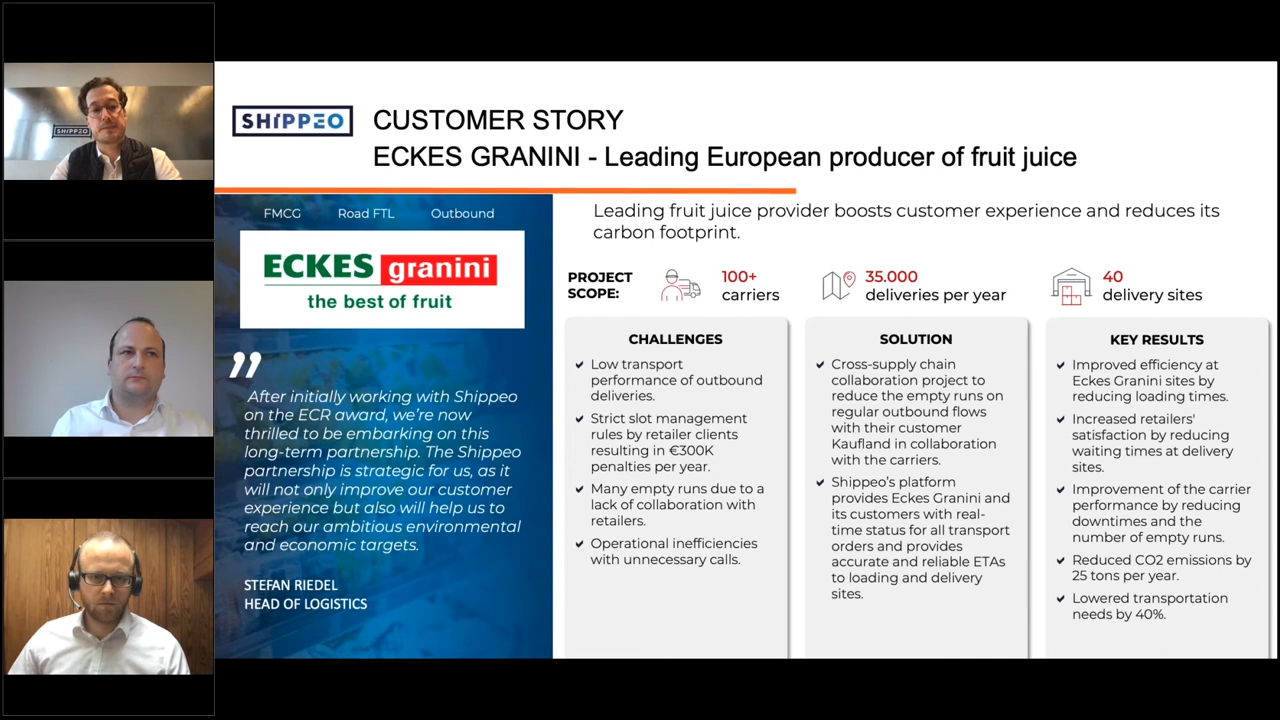 SHIPPEO
SHIPPEO
CUSTOMER STORY
ECKES GRANINI - Leading European producer of fruit juice
FMCG Road FTL Outbound
ECKES granini
the best of fruit
After initially working with Shippeo
on the ECR award, we're now
thrilled to be embarking on this
long-term partnership. The Shippeo
partnership is strategic for us, as it
will not only improve our customer
experience but also will help us to
reach our ambitious environmental
and economic targets.
STEFAN RIEDEL
HEAD OF LOGISTICS
Leading fruit juice provider boosts customer experience and reduces its
carbon footprint.
PROJECT
SCOPE:
100+
carriers
35.000
deliveries per year
40
delivery sites
CHALLENGES
Low transport
performance of outbound
deliveries.
Strict slot management
rules by retailer clients
resulting in €300K
penalties per year.
Many empty runs due to a
lack of collaboration with
retailers.
Operational inefficiencies
with unnecessary calls.
SOLUTION
Cross-supply chain
collaboration project to
reduce the empty runs on
regular outbound flows
with their customer
Kaufland in collaboration
with the carriers.
Shippeo's platform
provides Eckes Granini and
its customers with real-
time status for all transport
orders and provides
accurate and reliable ETAs
to loading and delivery
sites.
KEY RESULTS
Improved efficiency at
Eckes Granini sites by
reducing loading times.
Increased retailers'
satisfaction by reducing
waiting times at delivery
sites.
Improvement of the carrier
performance by reducing
downtimes and the
number of empty runs.
Reduced CO2 emissions by
25 tons per year.
Lowered transportation
needs by 40%.